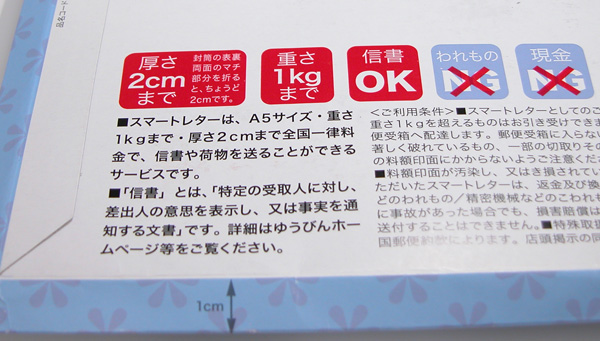 品名コード
厚さ
2cm
まで
封筒の表裏
両面のマチ
部分を折る
と、ちょうど
2cmです。
重さ
1kg
まで
信書
OK
われもの
NG
現金
NG
■スマートレターは、A5サイズ・重さ
1kgまで・厚さ2cmまで全国一律料
金で、信書や荷物を送ることができる
サービスです。
■「信書」とは、「特定の受取人に対し、
差出人の意思を表示し、又は事実を通
知する文書」です。詳細はゆうびんホー
ムページ等をご覧ください。
<ご利用条件>■スマートレターとしてのご
重さ1kgを超えるものはお引き受けできま
便受箱へ配達します。郵便受箱に入らない
著しく破れているもの、一部の切取りその
の料額印面にかからないようご注意くださ
■料額印面が汚染し、又はき損されてい
ただいたスマートレターは、返金及び換
どのわれもの/精密機械などのこわれも
に事故があった場合でも、損害賠償は
送付することはできません。■特殊取扱
国郵便約款によります。店頭掲示の同
1cm